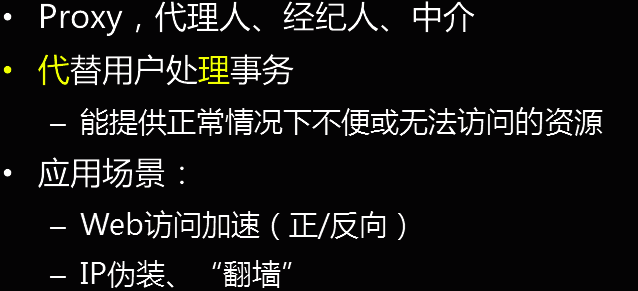 • Proxy，代理人、经纪人、中介
• 代替用户处理事务
– 能提供正常情况下不便或无法访问的资源
• 应用场景：
– Web访问加速（正/反向）
– IP伪装、“翻墙”